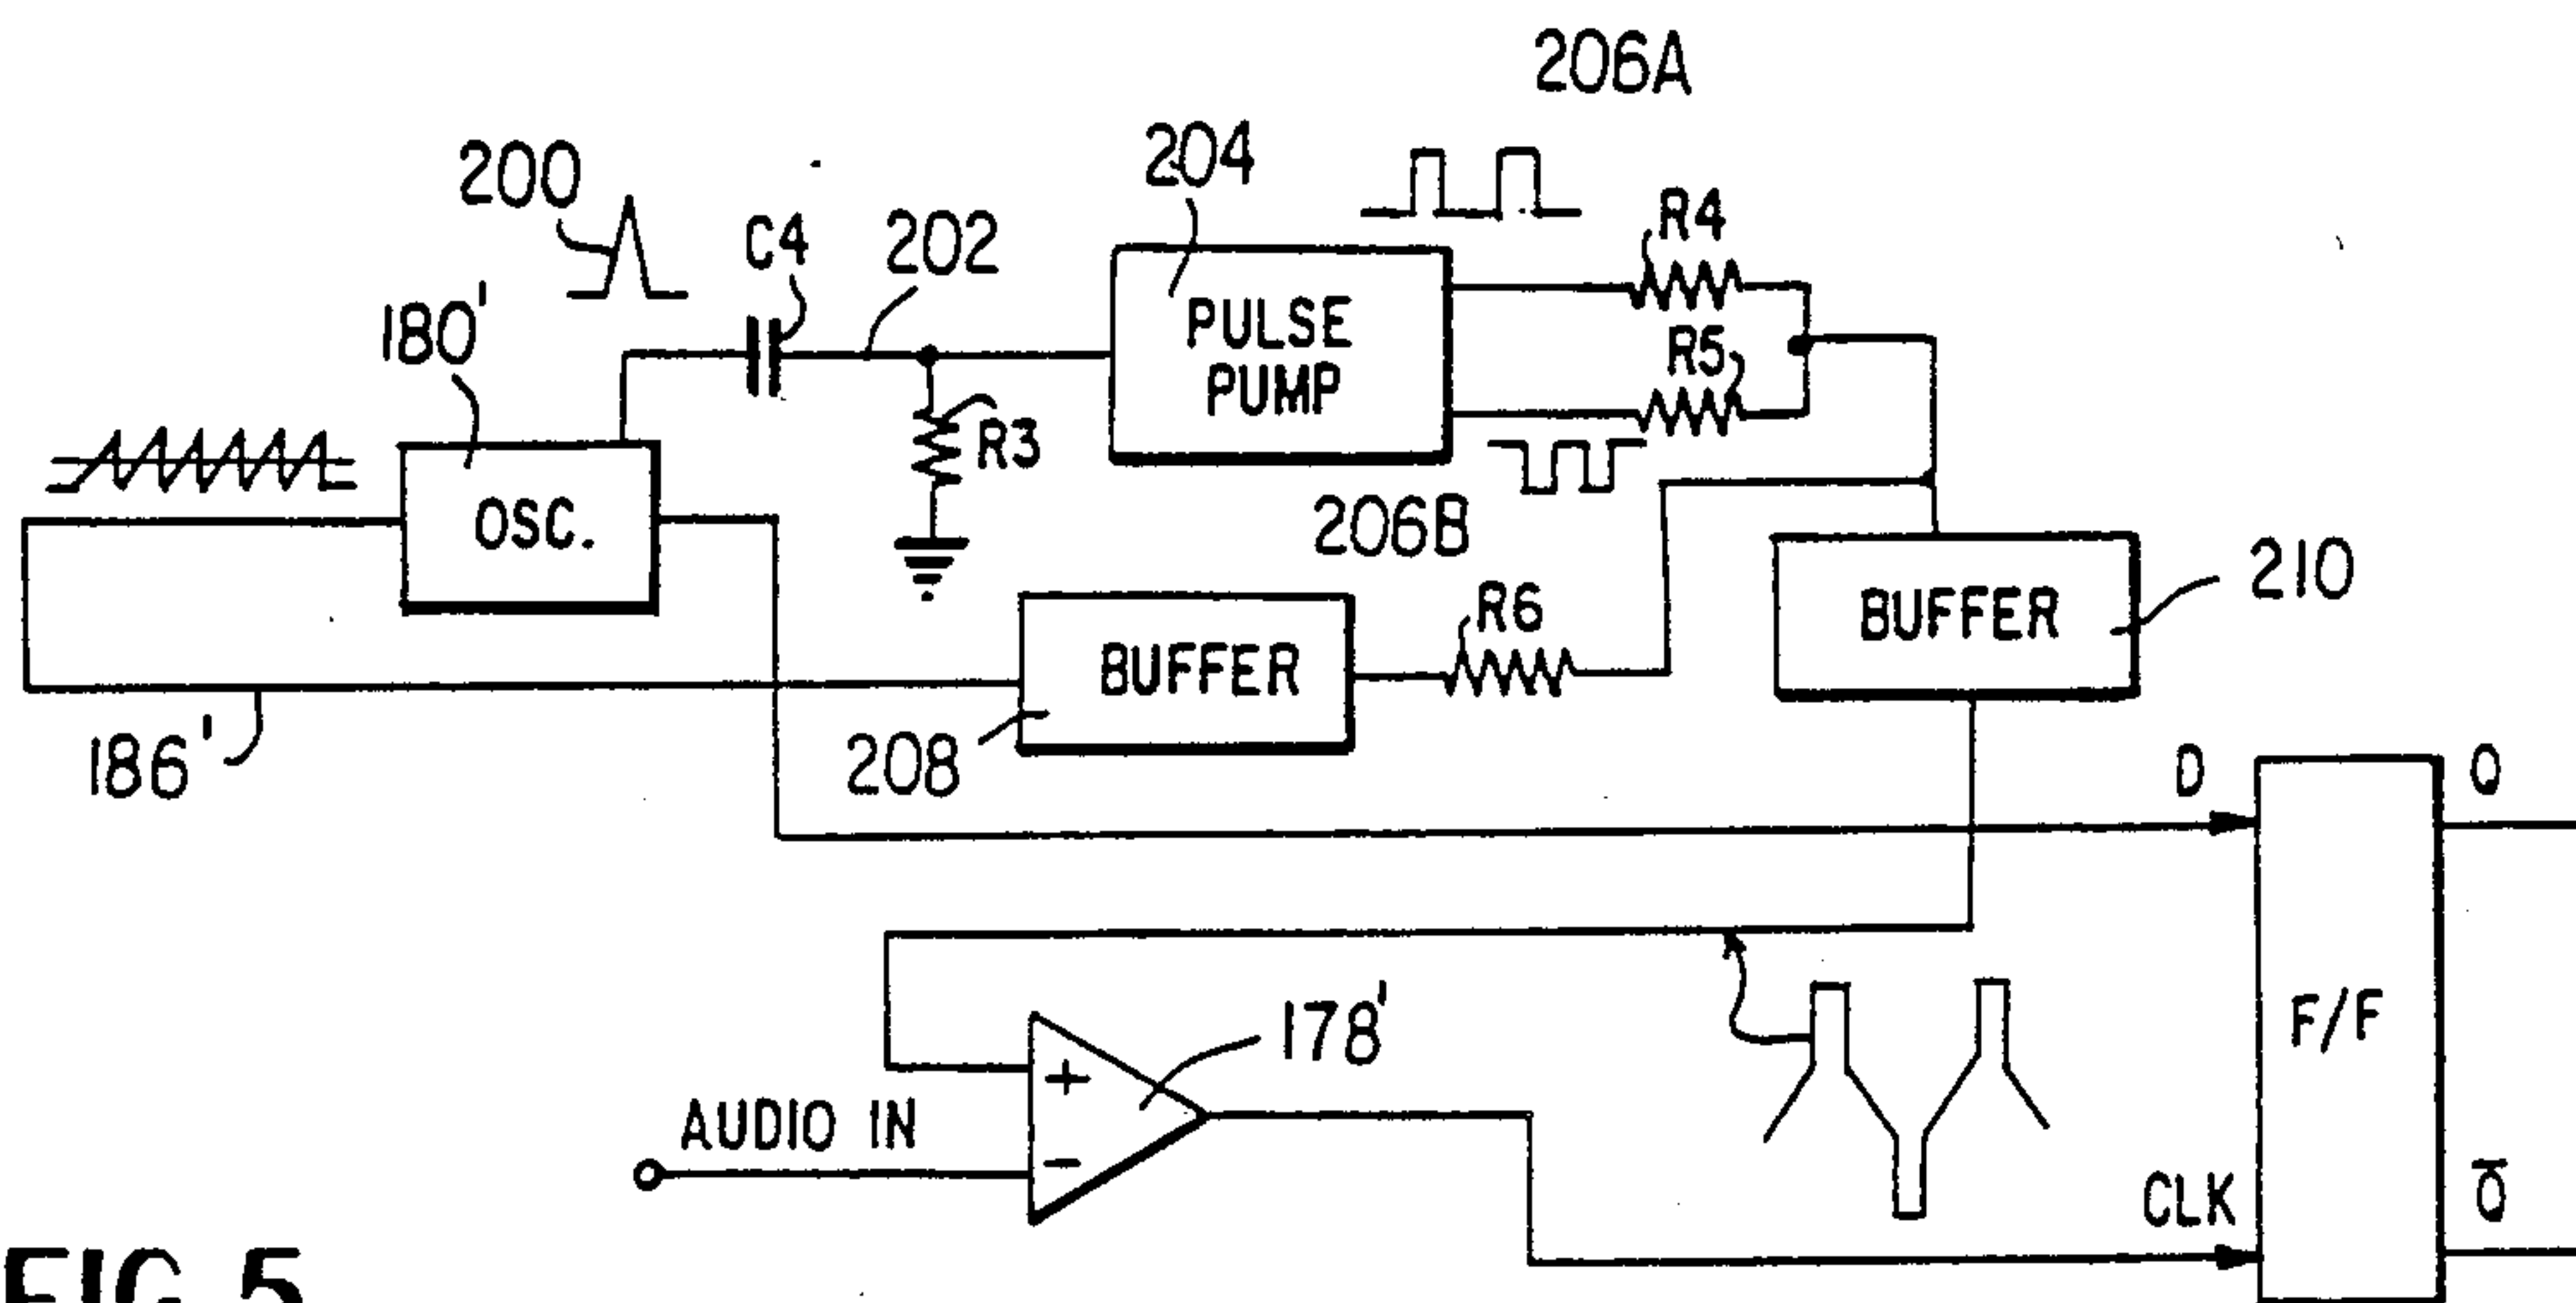 206A
204
200
C4
202
R4
180'
PULSE
PUMP
R5
R3
OSC.
206B
R6
BUFFER
210
BUFFER
186'
208
D
Q
178'
F/F
AUDIO IN
+
−
CLK
Q̅
FIG.5